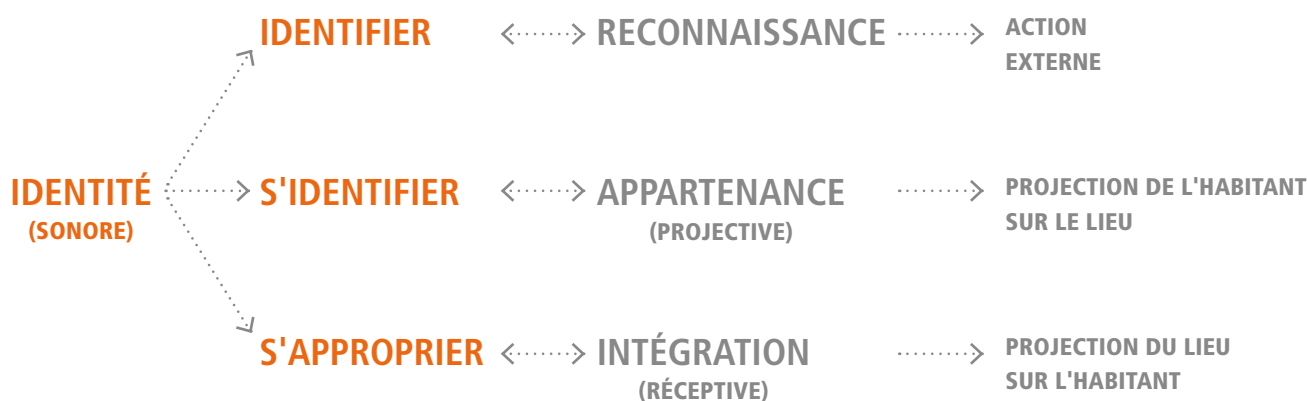 IDENTIFIER
RECONNAISSANCE
ACTION
EXTERNE
IDENTITÉ
(SONORE)
S'IDENTIFIER
APPARTENANCE
(PROJECTIVE)
PROJECTION DE L'HABITANT
SUR LE LIEU
S'APPROPRIER
INTÉGRATION
(RÉCEPTIVE)
PROJECTION DU LIEU
SUR L'HABITANT